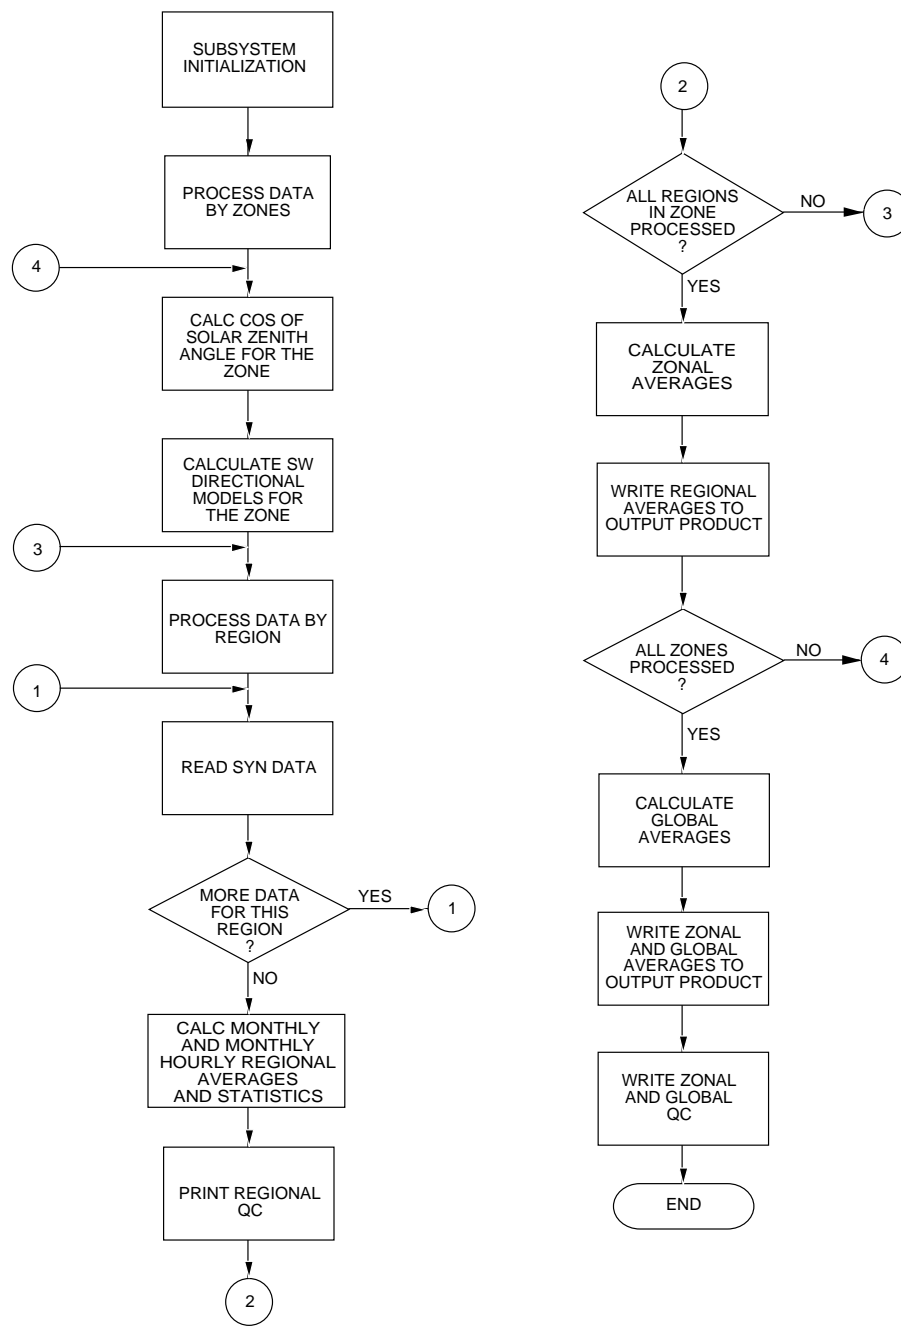 SUBSYSTEM
INITIALIZATION
PROCESS DATA
BY ZONES
4
CALC COS OF
SOLAR ZENITH
ANGLE FOR THE
ZONE
CALCULATE SW
DIRECTIONAL
MODELS FOR
THE ZONE
3
PROCESS DATA BY
REGION
1
READ SYN DATA
MORE DATA
FOR THIS
REGION
?
YES
1
NO
CALC MONTHLY
AND MONTHLY
HOURLY REGIONAL
AVERAGES
AND STATISTICS
PRINT REGIONAL
QC
2
2
ALL REGIONS
IN ZONE
PROCESSED
?
NO
3
YES
CALCULATE
ZONAL
AVERAGES
WRITE REGIONAL
AVERAGES TO
OUTPUT PRODUCT
ALL ZONES
PROCESSED
?
NO
4
YES
CALCULATE
GLOBAL
AVERAGES
WRITE ZONAL
AND GLOBAL
AVERAGES TO
OUTPUT PRODUCT
WRITE ZONAL
AND GLOBAL
QC
END